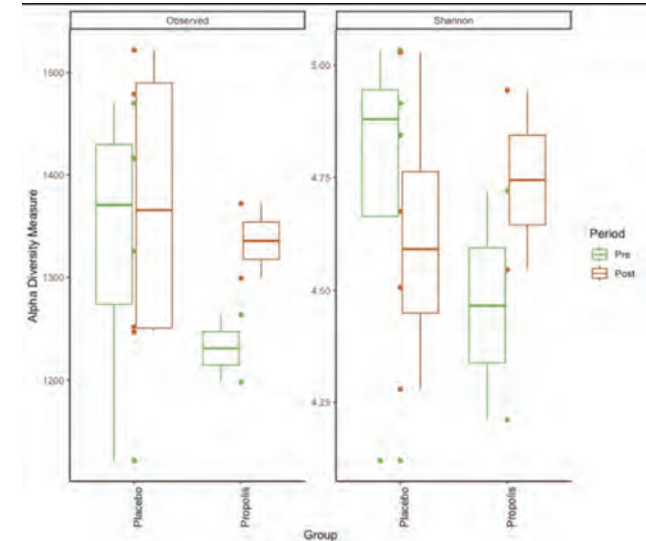 Observed
Shannon
Alpha Diversity Measure
1500
1400
1300
1200
5.00
4.75
4.50
4.25
Placebo
Propolis
Placebo
Propolis
Group
Period
Pre
Post